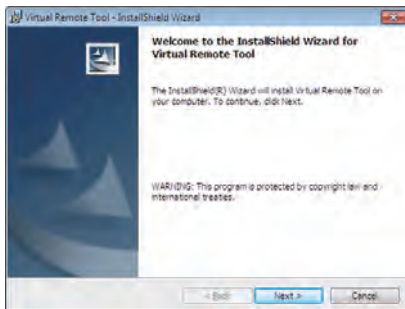 Virtual Remote Tool - InstallShield Wizard
Welcome to the InstallShield Wizard for
Virtual Remote Tool
The InstallShield(R) Wizard will install Virtual Remote Tool on
your computer. To continue, click Next.
WARNING: This program is protected by copyright law and
international treaties.
< Back
Next >
Cancel